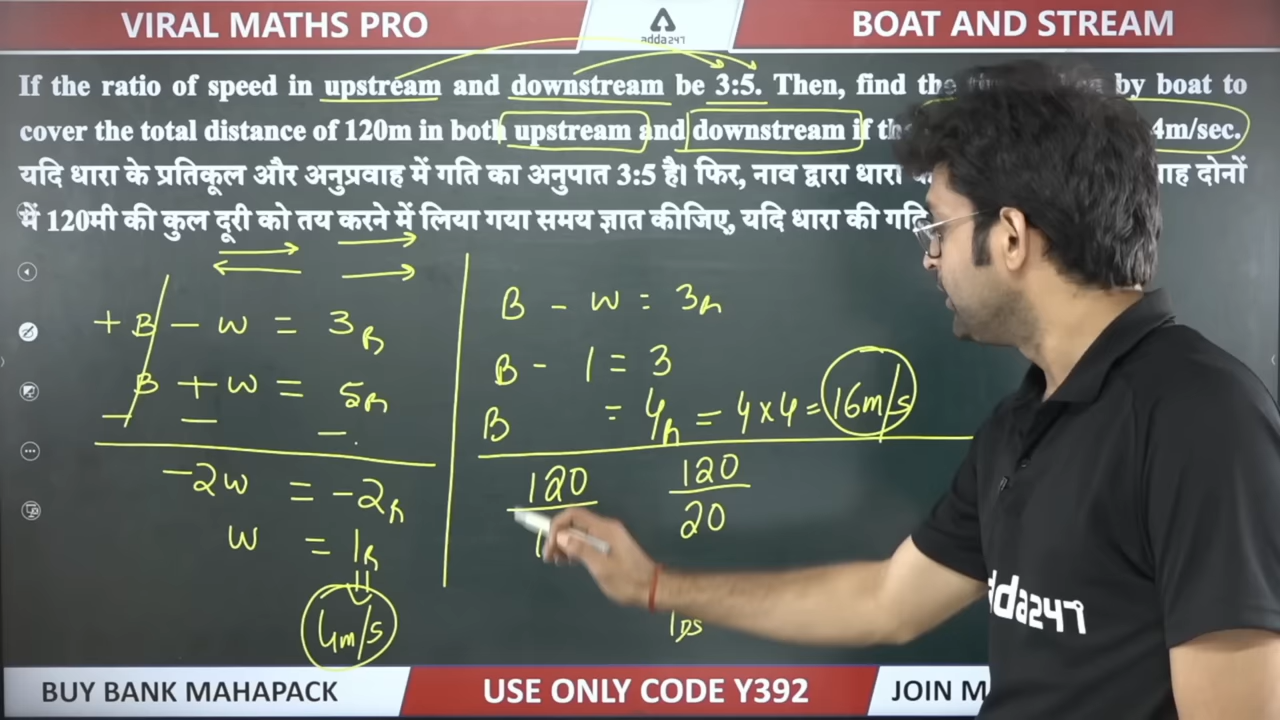 VIRAL MATHS PRO
adda247
BOAT AND STREAM
If the ratio of speed in upstream and downstream be 3:5. Then, find the by boat to
cover the total distance of 120m in both upstream and downstream if 4m/sec.
यदि धारा के प्रतिकूल और अनुप्रवाह में गति का अनुपात 3:5 है। फिर, नाव द्वारा धारा दोनों
में 120मी की कुल दूरी को तय करने में लिया गया समय ज्ञात कीजिए, यदि धारा की
+B - w = 3R
B + w = 5R
- - -
-2w = -2R
w = 1R
4m/s
B - w = 3R
B - 1 = 3
B = 4R = 4×4 = 16m/s
120 120
20
adda247
BUY BANK MAHAPACK
USE ONLY CODE Y392
JOIN